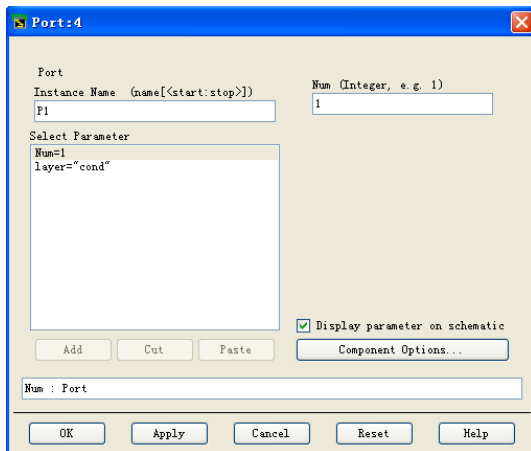 Port:4
Port
Instance Name (name[<start:stop>])
Num (Integer, e.g. 1)
P1
1
Select Parameter
Num=1
layer="cond"
Display parameter on schematic
Add Cut Paste Component Options...
Num : Port
OK Apply Cancel Reset Help